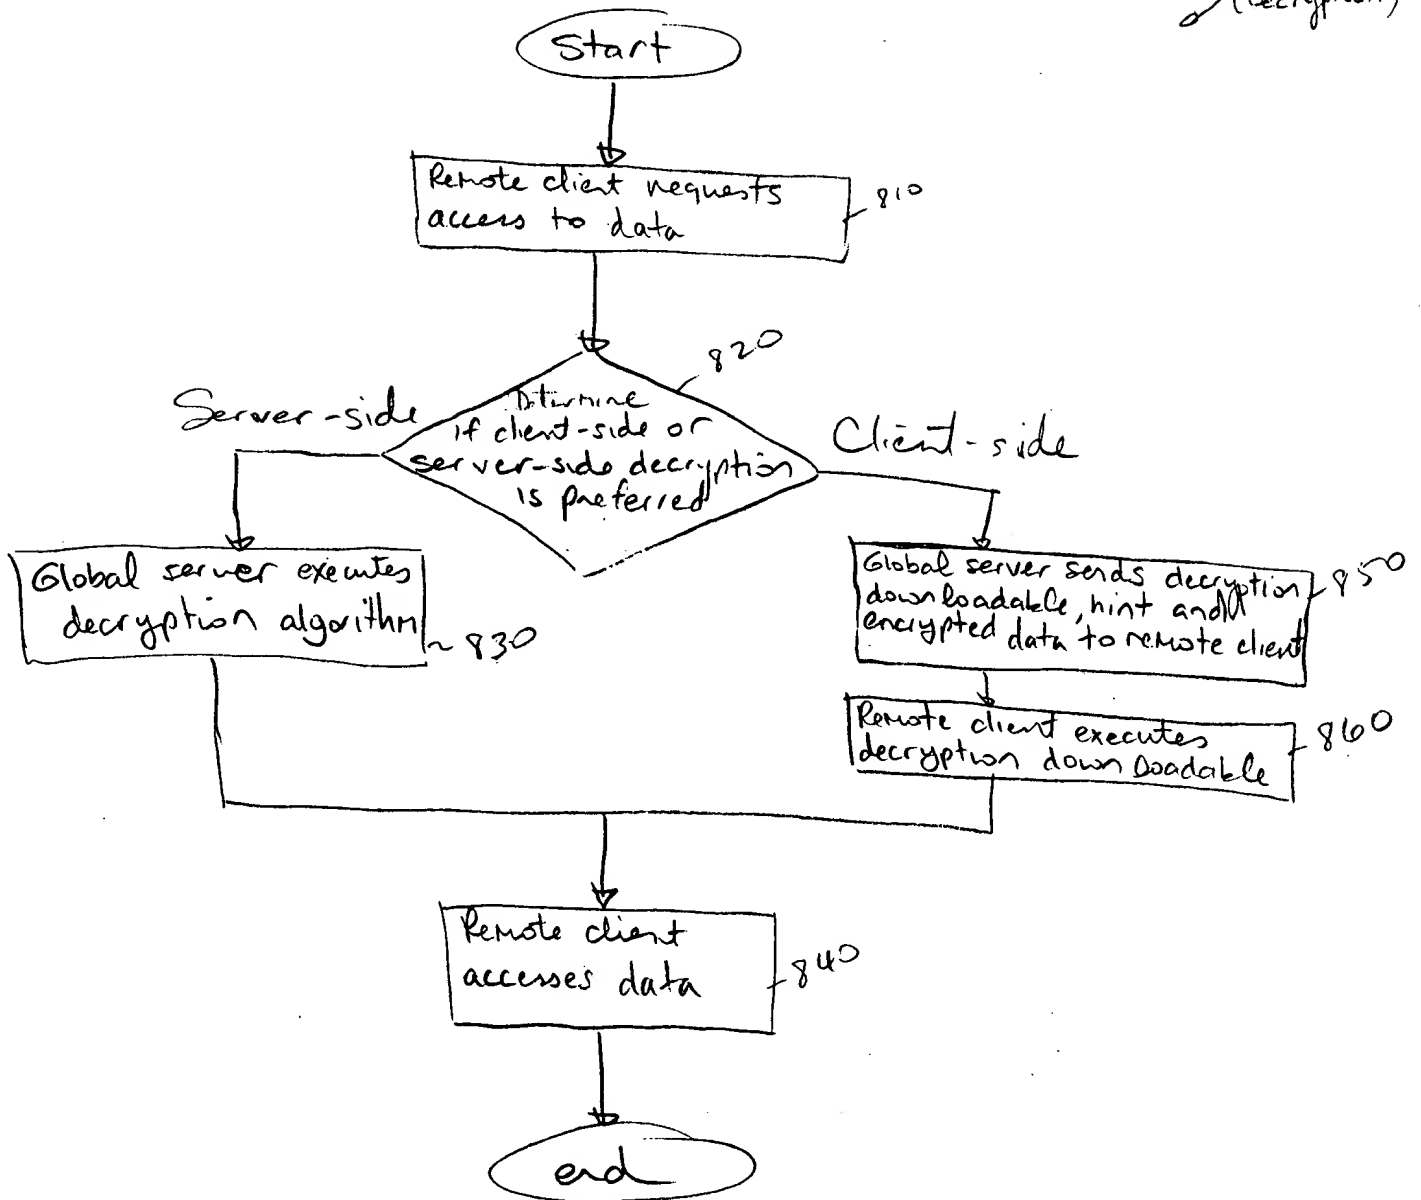 (Decryption)
Start
Remote client requests
access to data
810
820
Determine
if client-side or
server-side decryption
is preferred
Server-side
Client-side
Global server executes
decryption algorithm
830
Global server sends decryption
downloadable, hint and
encrypted data to remote client
850
Remote client executes
decryption downloadable
860
Remote client
accesses data
840
end